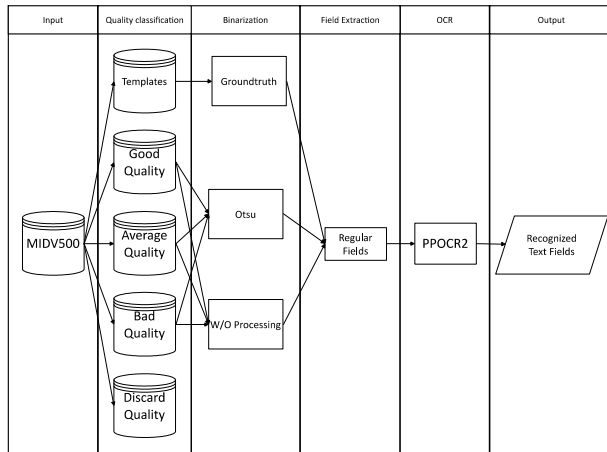 Input
Quality classification
Binarization
Field Extraction
OCR
Output
Templates
Groundtruth
Good
Quality
Otsu
MIDV500
Average
Quality
Regular
Fields
PPOCR2
Recognized
Text Fields
Bad
Quality
W/O Processing
Discard
Quality